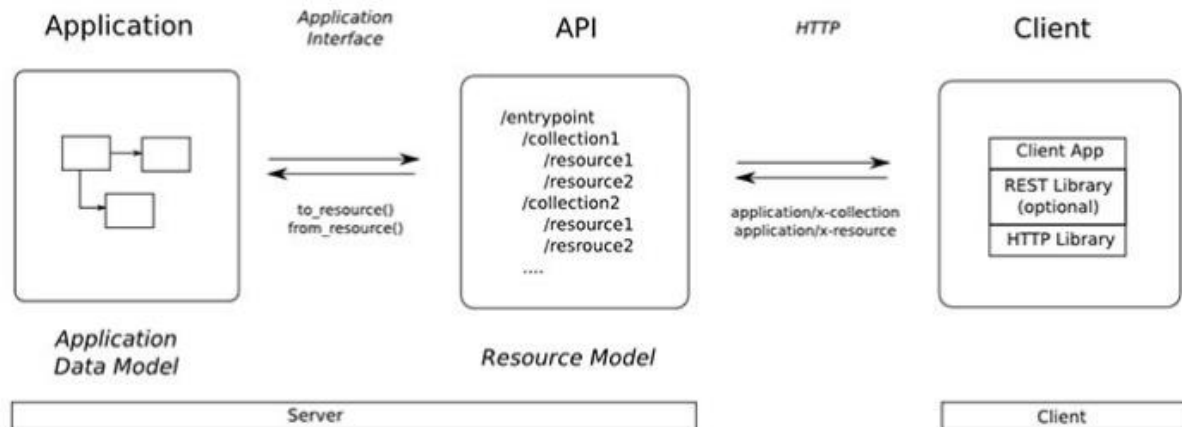 Application
Application
Interface
API
HTTP
Client
/entrypoint
/collection1
/resource1
/resource2
/collection2
/resource1
/resrouce2
....
to_resource()
from_resource()
application/x-collection
application/x-resource
Client App
REST Library
(optional)
HTTP Library
Application
Data Model
Resource Model
Server
Client